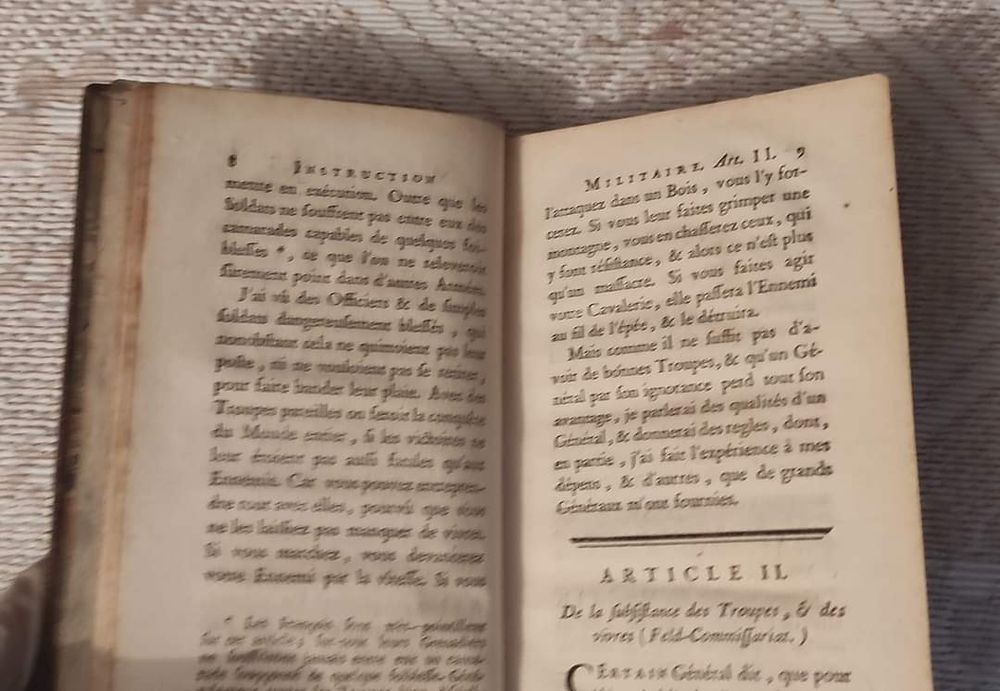 8 INSTRUCTION
mente en exécution. Outre que les
Soldats ne souffrent pas entre eux des
camarades capables de quelques foi-
blesses *, ce que l'on ne releveroit
surement point dans d'autres Armées.
J'ai vû des Officiers & de simples
soldats dangereusement blessés, qui
nonobstant cela ne quittoient pas leur
poste, ni ne vouloient pas se retirer,
pour faire bander leur plaie. Avec des
Troupes pareilles on feroit la conquête
du Monde entier, si les victoires ne
leur étoient pas aussi faciles qu'aux
Ennemis. Car vous pouvez entrepren-
dre tout avec elles, pourvû que vous
ne les laissiez pas manquer de vivres.
Si vous marchez, vous devancerez
votre Ennemi par la vitesse. Si vous
MILITAIRE Art. II. 9
l'attaquez dans un Bois, vous l'y for-
cerez. Si vous leur faites grimper une
montagne, vous en chasserez ceux, qui
y font résistance, & alors ce n'est plus
qu'un massacre. Si vous faites agir
votre Cavalerie, elle passera l'Ennemi
au fil de l'épée, & le détruira.
Mais comme il ne suffit pas d'a-
voir de bonnes Troupes, & qu'un Gé-
néral par son ignorance perd tout son
avantage, je parlerai des qualités d'un
Général, & donnerai des regles, dont,
en partie, j'ai fait l'expérience à mes
dépens, & d'autres, que de grands
Généraux m'ont fournies.
ARTICLE II.
De la subsistance des Troupes, & des
vivres (Feld-Commissariat.)
CERTAIN Général dit, que pour